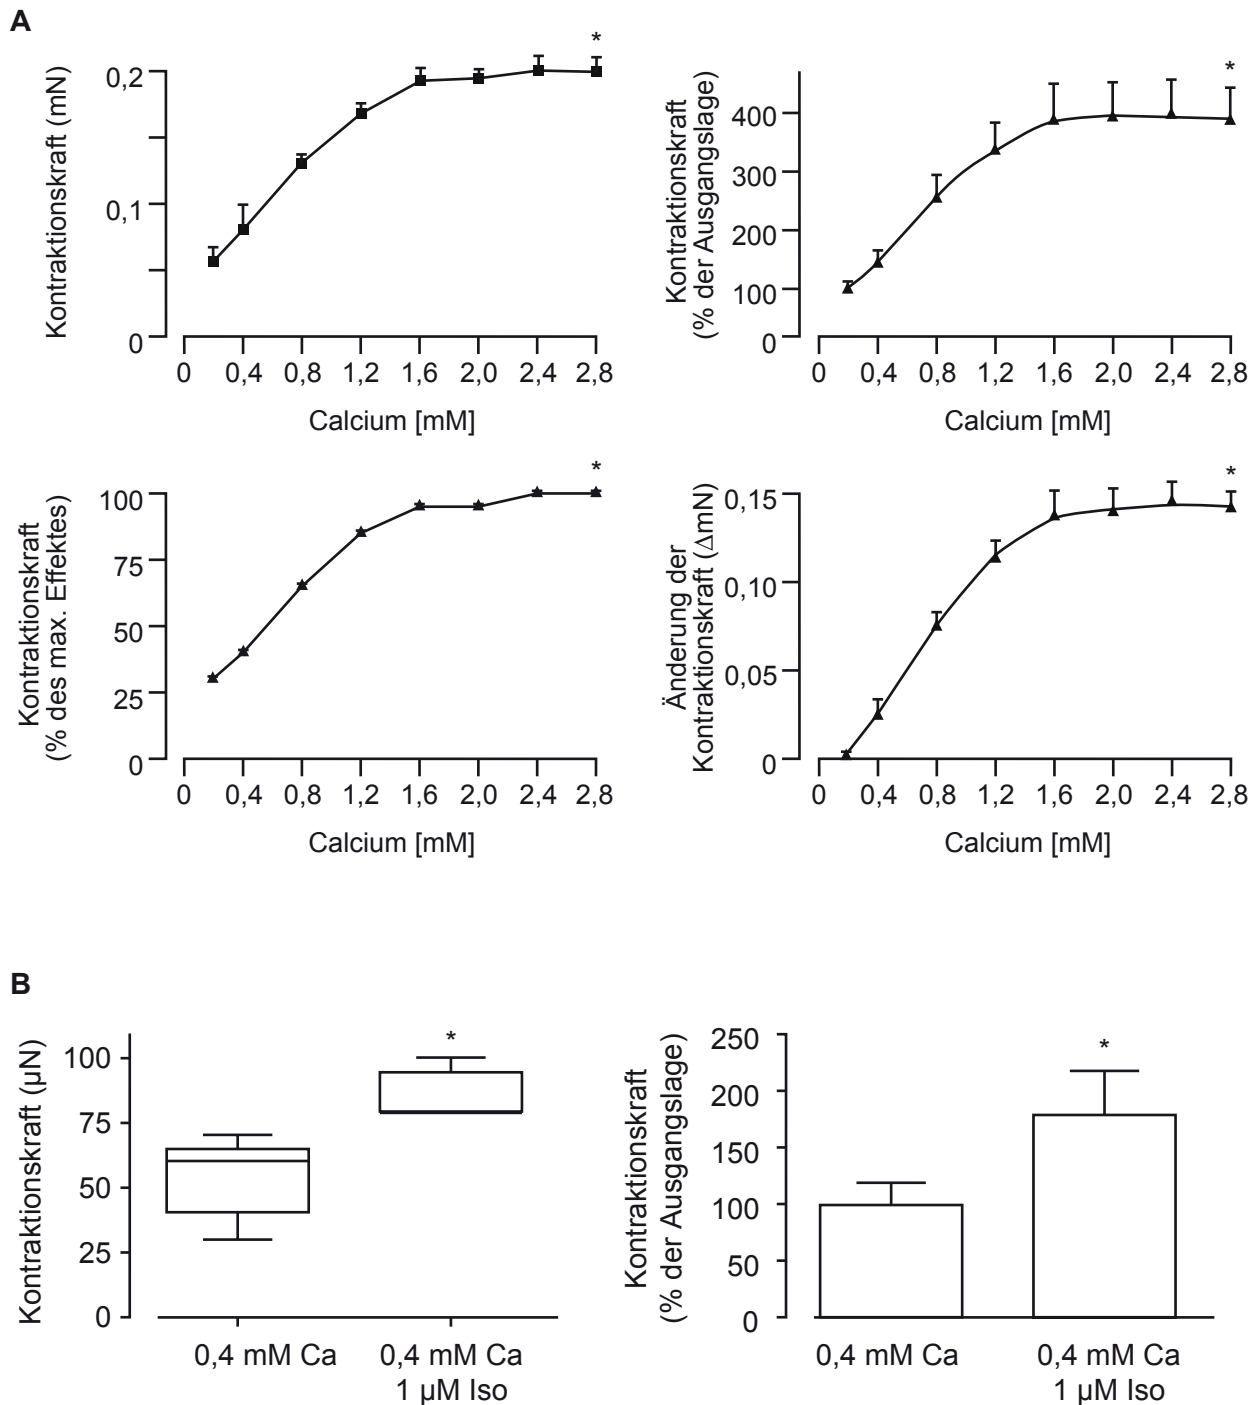 A
Kontraktionskraft (mN)
0,2
0,1
0
*
0 0,4 0,8 1,2 1,6 2,0 2,4 2,8
Calcium [mM]
Kontraktionskraft
(% der Ausgangslage)
400
300
200
100
0
*
0 0,4 0,8 1,2 1,6 2,0 2,4 2,8
Calcium [mM]
Kontraktionskraft
(% des max. Effektes)
100
75
50
25
0
*
0 0,4 0,8 1,2 1,6 2,0 2,4 2,8
Calcium [mM]
Änderung der
Kontraktionskraft (ΔmN)
0,15
0,10
0,05
0
*
0 0,4 0,8 1,2 1,6 2,0 2,4 2,8
Calcium [mM]
B
Kontraktionskraft (µN)
100
75
50
25
0
*
0,4 mM Ca
0,4 mM Ca
1 µM Iso
Kontraktionskraft
(% der Ausgangslage)
250
200
150
100
50
0
*
0,4 mM Ca
0,4 mM Ca
1 µM Iso